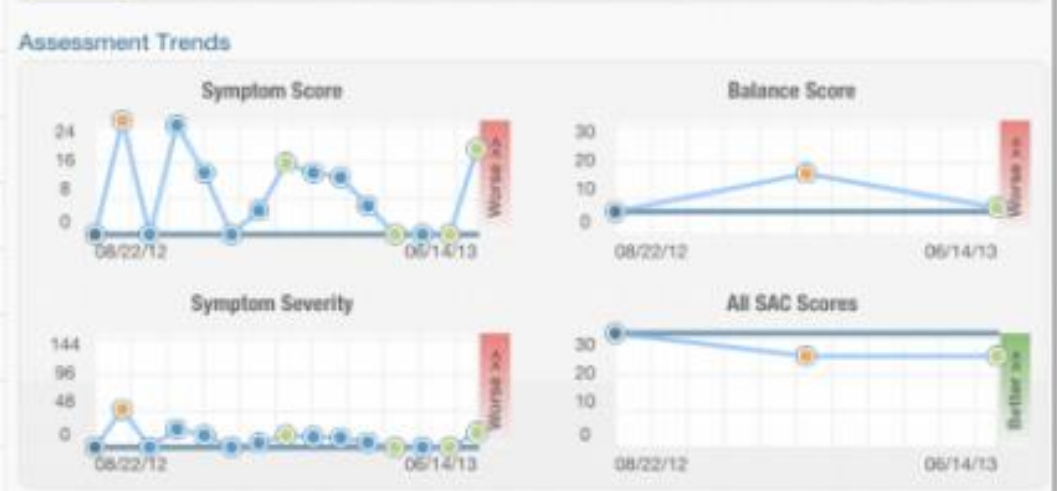 Assessment Trends
Symptom Score
24
16
8
0
08/22/12
06/14/13
Worse >>
Balance Score
30
20
10
0
08/22/12
06/14/13
Worse >>
Symptom Severity
144
96
48
0
08/22/12
06/14/13
Worse >>
All SAC Scores
30
20
10
0
08/22/12
06/14/13
Better >>